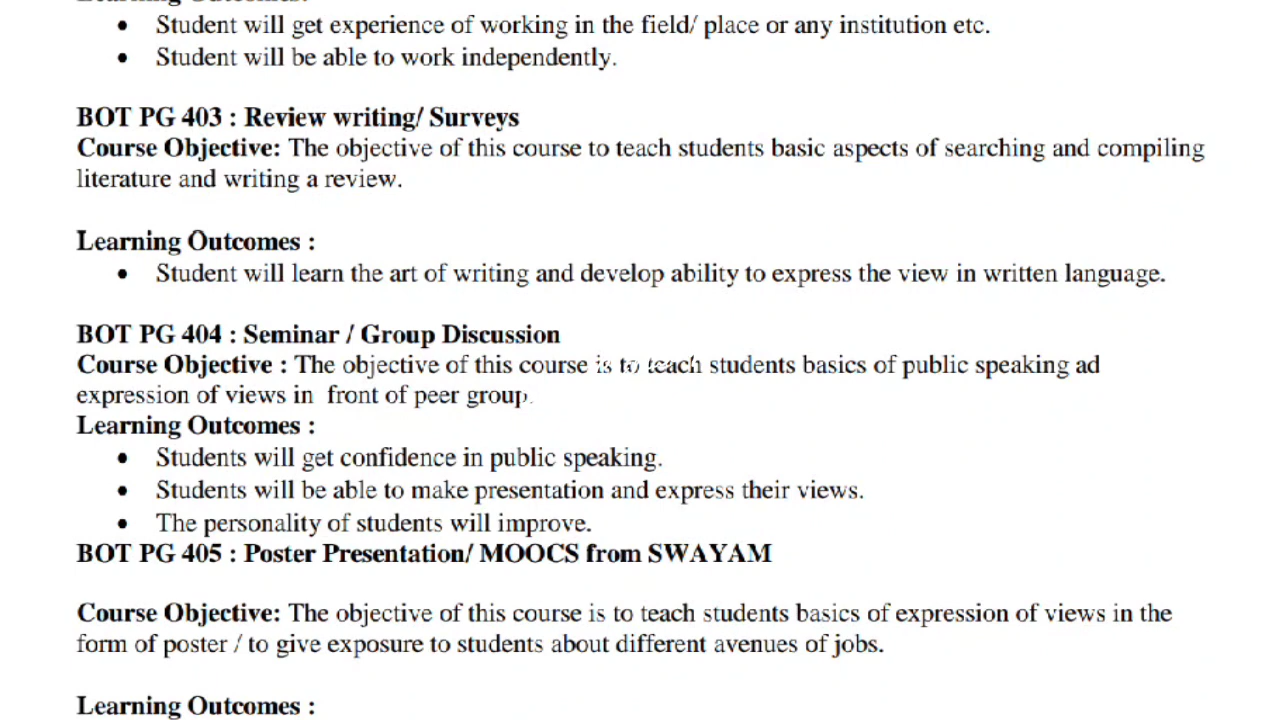 Learning Outcomes:
• Student will get experience of working in the field/ place or any institution etc.
• Student will be able to work independently.
BOT PG 403 : Review writing/ Surveys
Course Objective: The objective of this course to teach students basic aspects of searching and compiling
literature and writing a review.
Learning Outcomes :
• Student will learn the art of writing and develop ability to express the view in written language.
BOT PG 404 : Seminar / Group Discussion
Course Objective : The objective of this course is to teach students basics of public speaking ad
expression of views in  front of peer group.
Learning Outcomes :
• Students will get confidence in public speaking.
• Students will be able to make presentation and express their views.
• The personality of students will improve.
BOT PG 405 : Poster Presentation/ MOOCS from SWAYAM
Course Objective: The objective of this course is to teach students basics of expression of views in the
form of poster / to give exposure to students about different avenues of jobs.
Learning Outcomes :